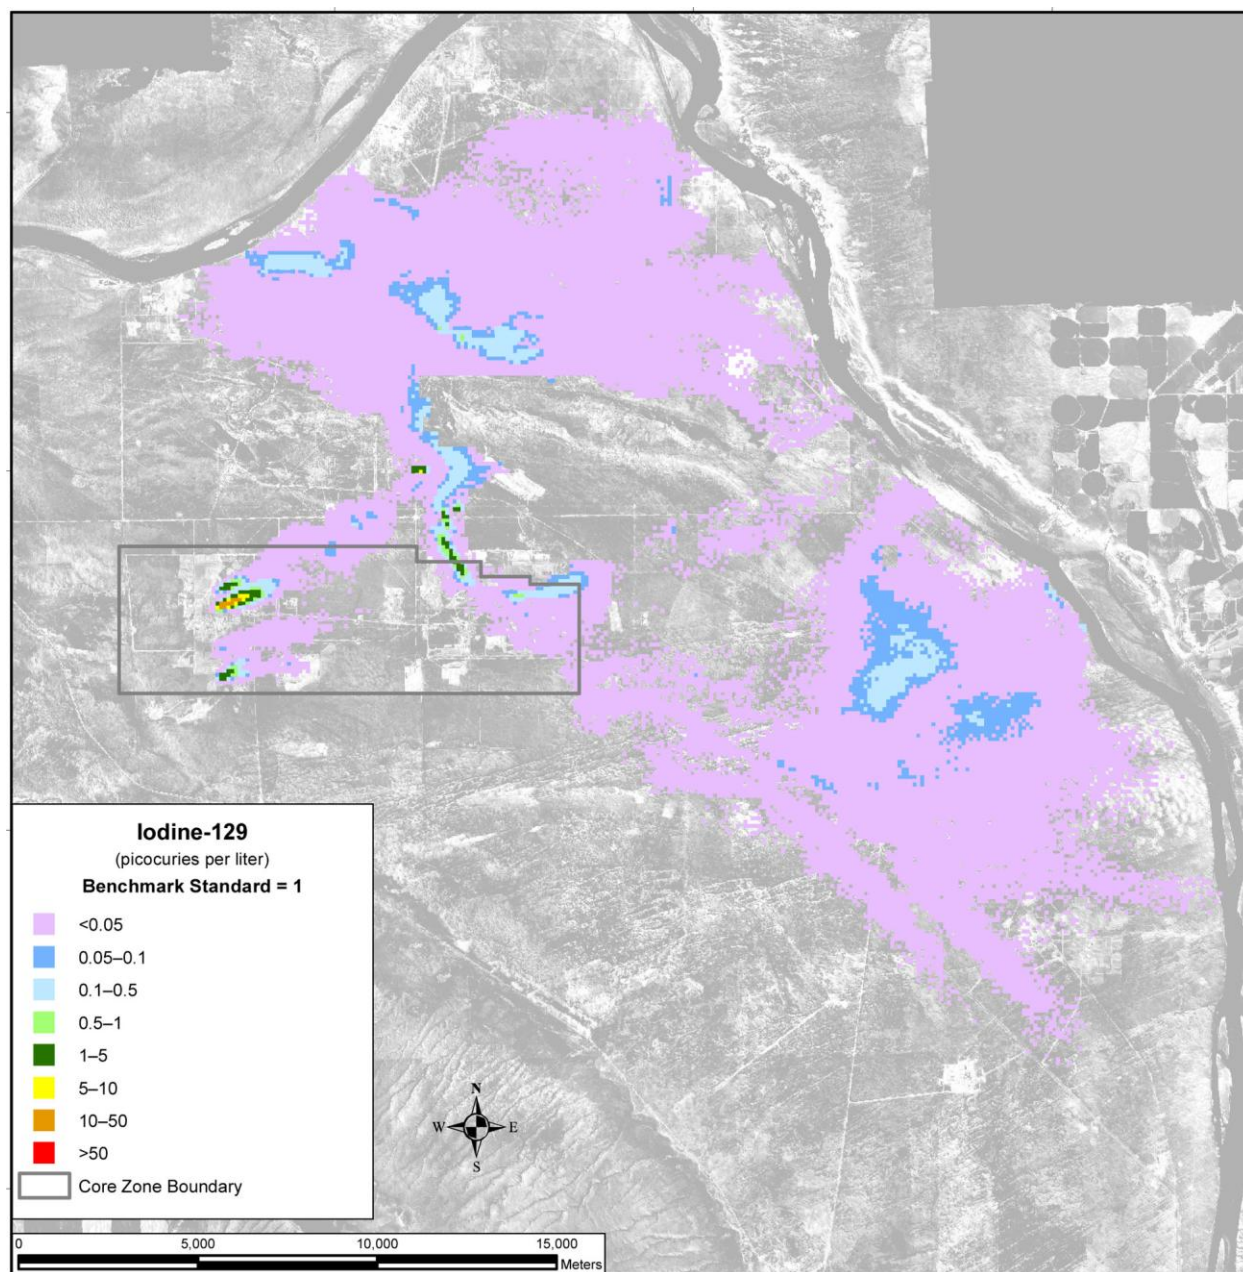 N
W E
S
Iodine-129
(picocuries per liter)
Benchmark Standard = 1
<0.05
0.05–0.1
0.1–0.5
0.5–1
1–5
5–10
10–50
>50
Core Zone Boundary
0 5,000 10,000 15,000
Meters